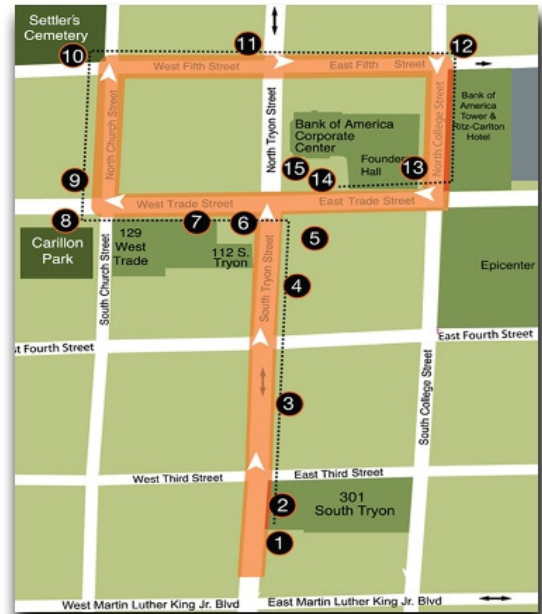 Settler's
Cemetery
10
11
12
West Fifth Street
East Fifth
Street
North Church Street
North Tryon Street
North College Street
Bank of
America
Tower &
Ritz-Carlton
Hotel
Bank of America
Corporate
Center
Founders
Hall
15
14
13
9
8
7
6
5
West Trade Street
East Trade Street
Carillon
Park
129
West
Trade
112 S.
Tryon
South Church Street
South Tryon Street
4
Epicenter
st Fourth Street
East Fourth Street
South College Street
3
West Third Street
East Third Street
2
301
South Tryon
1
West Martin Luther King Jr. Blvd
East Martin Luther King Jr. Blvd